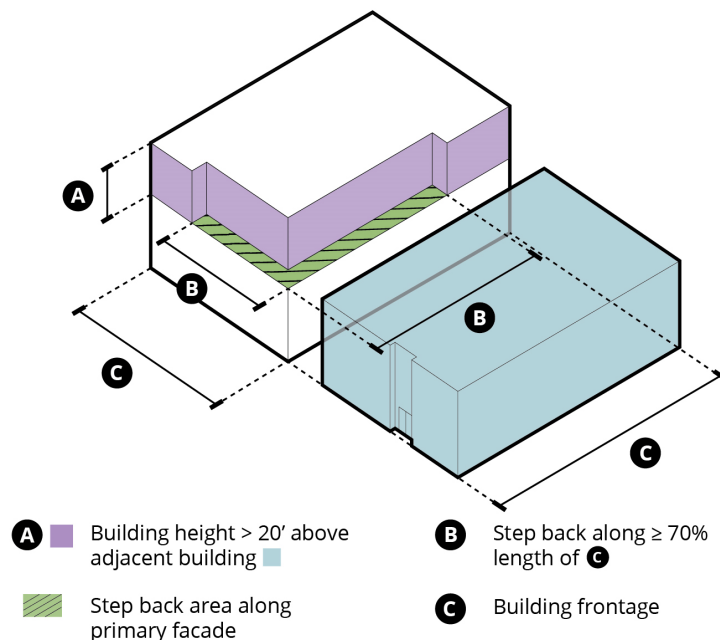 A
B
B
C
C
A Building height > 20’ above
adjacent building
Step back area along
primary facade
B Step back along ≥ 70%
length of C
C Building frontage